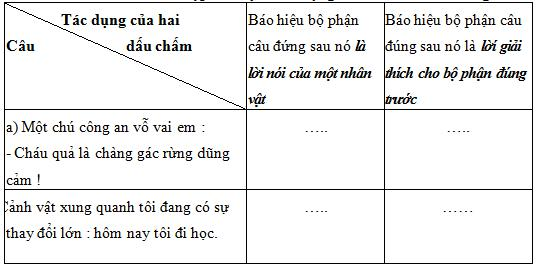 Tác dụng của hai
dấu chấm
Câu
Báo hiệu bộ phận
câu đứng sau nó là
lời nói của một nhân
vật
Báo hiệu bộ phận câu
đúng sau nó là lời giải
thích cho bộ phận đúng
trước
a) Một chú công an vỗ vai em :
- Cháu quả là chàng gác rừng dũng
cảm !
…..
…..
Cảnh vật xung quanh tôi đang có sự
thay đổi lớn : hôm nay tôi đi học.
…..
……